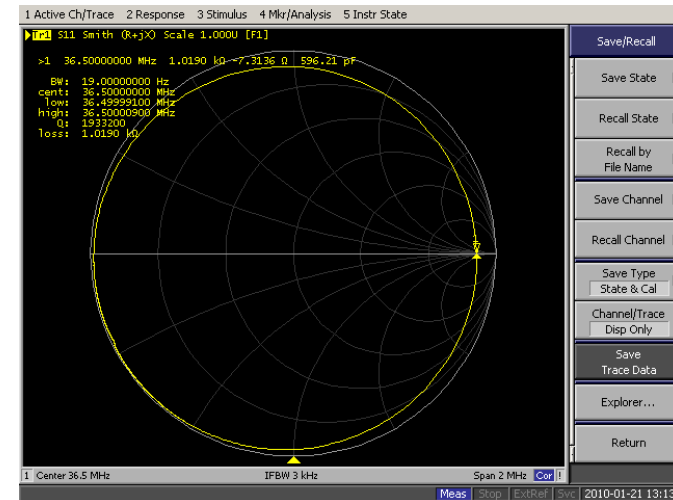 1 Active Ch/Trace 2 Response 3 Stimulus 4 Mkr/Analysis 5 Instr State
Tr1 S11 Smith (R+jX) Scale 1.000U [F1]
>1 36.50000000 MHz 1.0190 kΩ -7.3136 Ω 596.21 pF
BW: 19.00000000 Hz
cent: 36.50000000 MHz
low: 36.49999100 MHz
high: 36.50000900 MHz
Q: 1933200
loss: 1.0190 kΩ
1
1 Center 36.5 MHz IFBW 3 kHz Span 2 MHz Cor !
Meas Stop ExtRef Svc 2010-01-21 13:13
Save/Recall
Save State
Recall State
Recall by
File Name
Save Channel
Recall Channel
Save Type
State & Cal
Channel/Trace
Disp Only
Save
Trace Data
Explorer...
Return